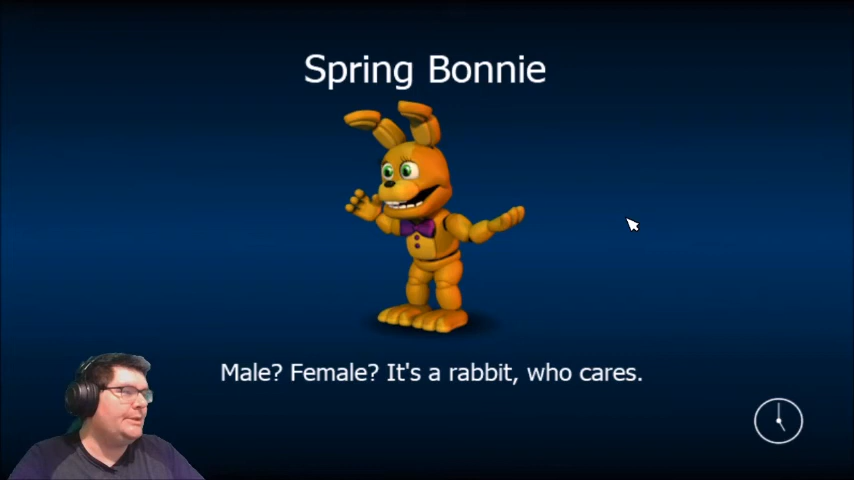 Spring Bonnie
Male? Female? It's a rabbit, who cares.